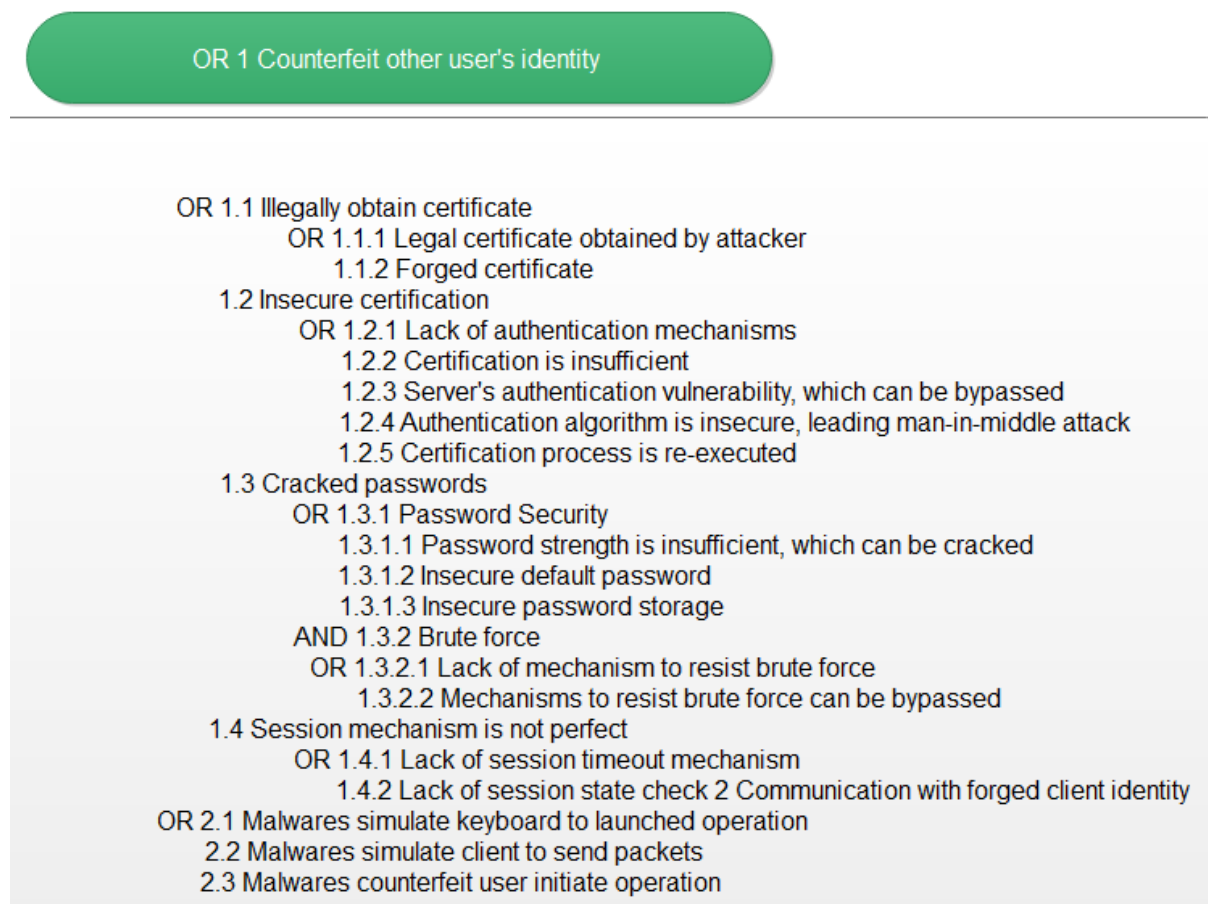 OR 1 Counterfeit other user's identity
OR 1.1 Illegally obtain certificate
OR 1.1.1 Legal certificate obtained by attacker
1.1.2 Forged certificate
1.2 Insecure certification
OR 1.2.1 Lack of authentication mechanisms
1.2.2 Certification is insufficient
1.2.3 Server's authentication vulnerability, which can be bypassed
1.2.4 Authentication algorithm is insecure, leading man-in-middle attack
1.2.5 Certification process is re-executed
1.3 Cracked passwords
OR 1.3.1 Password Security
1.3.1.1 Password strength is insufficient, which can be cracked
1.3.1.2 Insecure default password
1.3.1.3 Insecure password storage
AND 1.3.2 Brute force
OR 1.3.2.1 Lack of mechanism to resist brute force
1.3.2.2 Mechanisms to resist brute force can be bypassed
1.4 Session mechanism is not perfect
OR 1.4.1 Lack of session timeout mechanism
1.4.2 Lack of session state check 2 Communication with forged client identity
OR 2.1 Malwares simulate keyboard to launched operation
2.2 Malwares simulate client to send packets
2.3 Malwares counterfeit user initiate operation